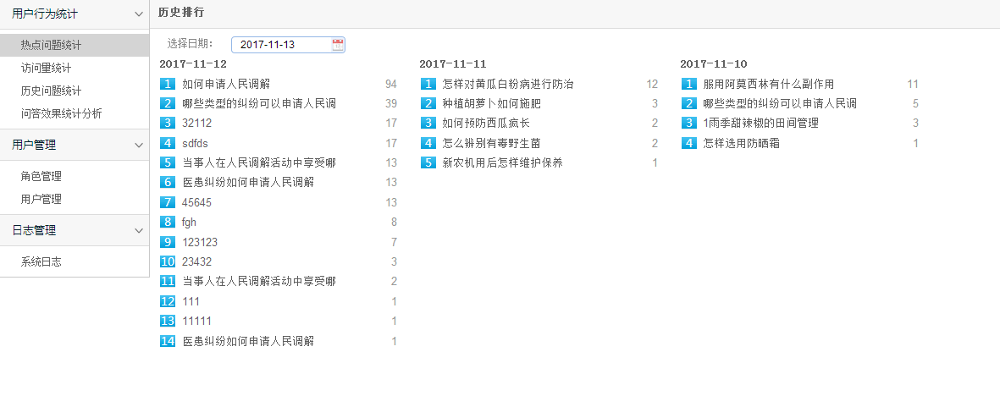 用户行为统计
热点问题统计
访问量统计
历史问题统计
问答效果统计分析
用户管理
角色管理
用户管理
日志管理
系统日志
历史排行
选择日期: 2017-11-13
2017-11-12
1 如何申请人民调解 94
2 哪些类型的纠纷可以申请人民调 39
3 32112 17
4 sdfds 17
5 当事人在人民调解活动中享受哪 13
6 医患纠纷如何申请人民调解 13
7 45645 13
8 fgh 8
9 123123 7
10 23432 3
11 当事人在人民调解活动中享受哪 2
12 111 1
13 11111 1
14 医患纠纷如何申请人民调解 1
2017-11-11
1 怎样对黄瓜白粉病进行防治 12
2 种植胡萝卜如何施肥 3
3 如何预防西瓜疯长 2
4 怎么辨别有毒野生菌 2
5 新农机用后怎样维护保养 1
2017-11-10
1 服用阿莫西林有什么副作用 11
2 哪些类型的纠纷可以申请人民调 5
3 1雨季甜辣椒的田间管理 3
4 怎样选用防晒霜 1